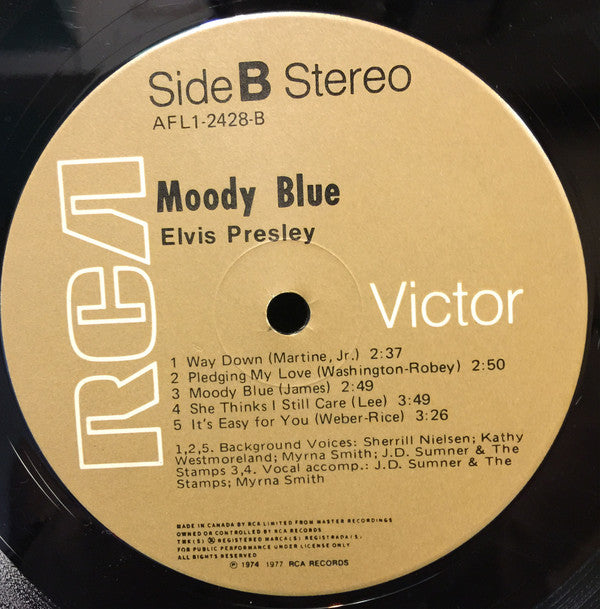 Side B Stereo
AFL1-2428-B
Moody Blue
Elvis Presley
RCA
Victor
1 Way Down (Martine, Jr.) 2:37
2 Pledging My Love (Washington-Robey) 2:50
3 Moody Blue (James) 2:49
4 She Thinks I Still Care (Lee) 3:49
5 It's Easy for You (Weber-Rice) 3:26
1,2,5. Background Voices: Sherrill Nielsen; Kathy
Westmoreland; Myrna Smith; J.D. Sumner & The
Stamps 3,4. Vocal accomp.: J.D. Sumner & The
Stamps; Myrna Smith
MADE IN CANADA BY RCA LIMITED FROM MASTER RECORDINGS
OWNED OR CONTROLLED BY RCA RECORDS
TMK(S) ® REGISTERED MARCA(S) REGISTRADA(S)
FOR PUBLIC PERFORMANCE UNDER LICENSE ONLY
ALL RIGHTS RESERVED
℗ 1974 1977 RCA RECORDS